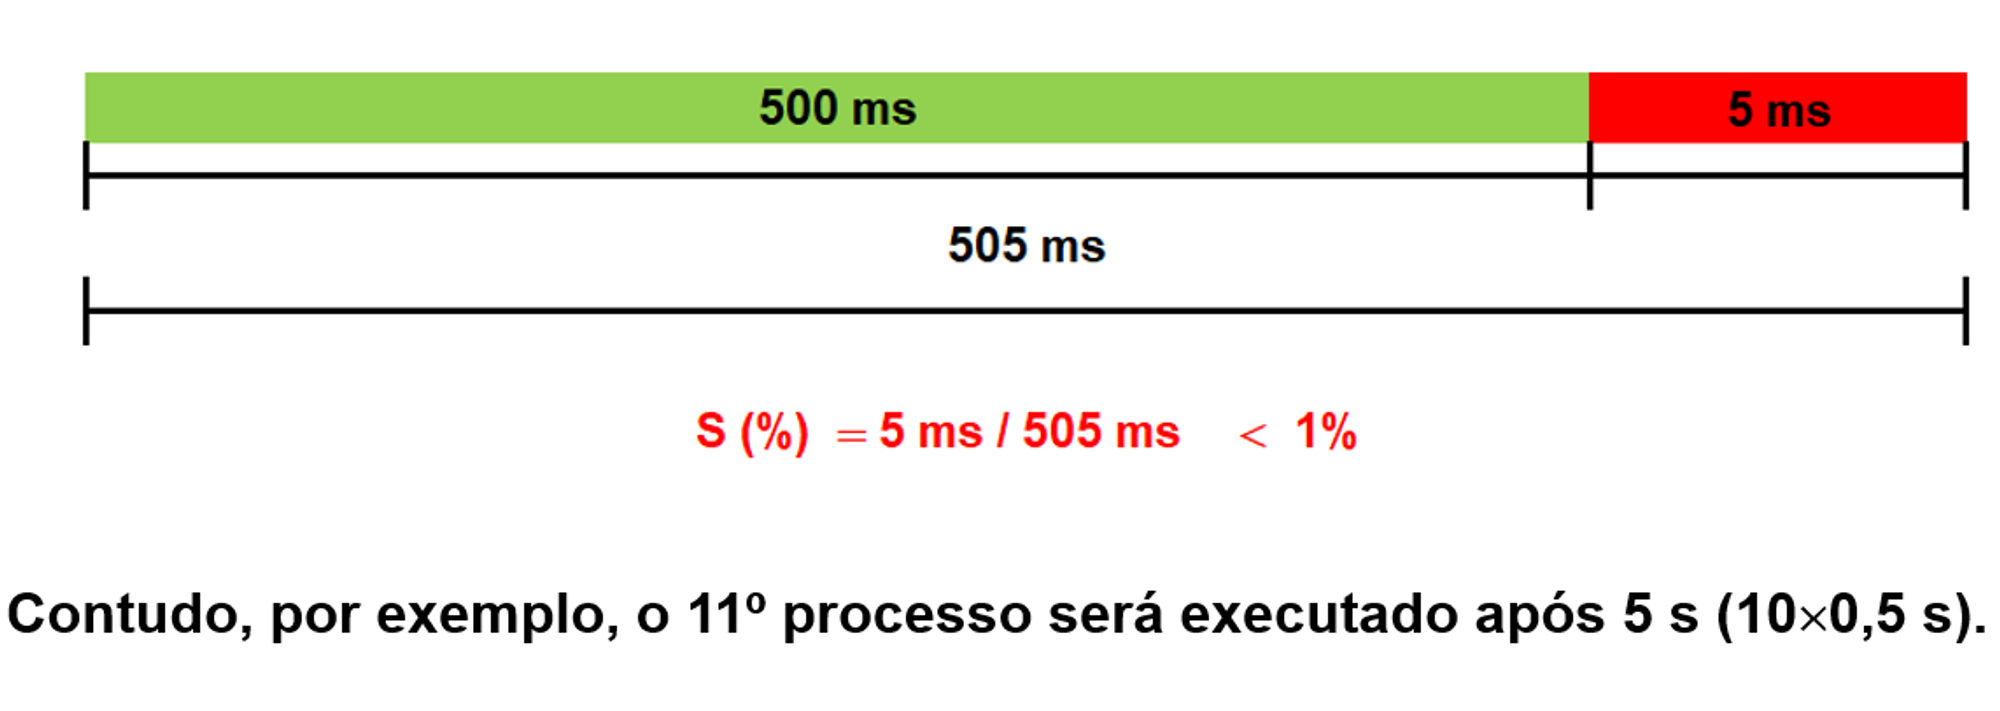 500 ms 5 ms
505 ms
S (%) = 5 ms / 505 ms < 1%
Contudo, por exemplo, o 11º processo será executado após 5 s (10×0,5 s).